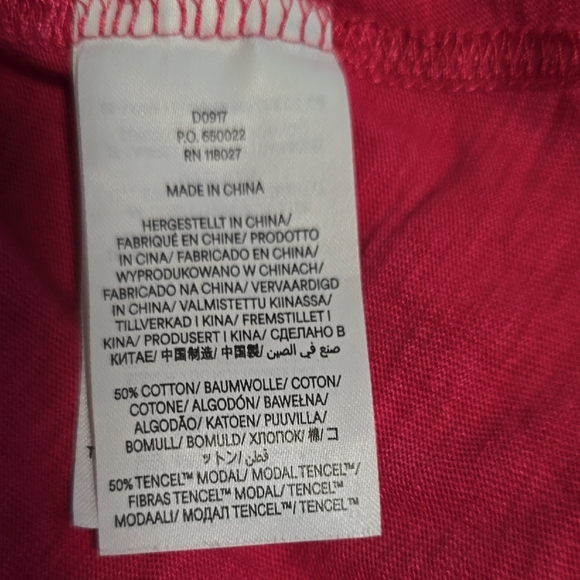 D0917
P.O. 650022
RN 118027
MADE IN CHINA
HERGESTELLT IN CHINA/
FABRIQUÉ EN CHINE/ PRODOTTO
IN CINA/ FABRICADO EN CHINA/
WYPRODUKOWANO W CHINACH/
FABRICADO NA CHINA/ VERVAARDIGD
IN CHINA/ VALMISTETTU KIINASSA/
TILLVERKAD I KINA/ FREMSTILLET I
KINA/ PRODUSERT I KINA/ СДЕЛАНО В
КИТАЕ/ 中国制造/ 中国製/ صنع في الصين
50% COTTON/ BAUMWOLLE/ COTON/
COTONE/ ALGODÓN/ BAWEŁNA/
ALGODÃO/ KATOEN/ PUUVILLA/
BOMULL/ BOMULD/ ХЛОПОК/ 棉/ コ
ットン/ قطن
50% TENCEL™ MODAL/ MODAL TENCEL™/
FIBRAS TENCEL™ MODAL/ TENCEL™
MODAALI/ МОДАЛ TENCEL™/ TENCEL™